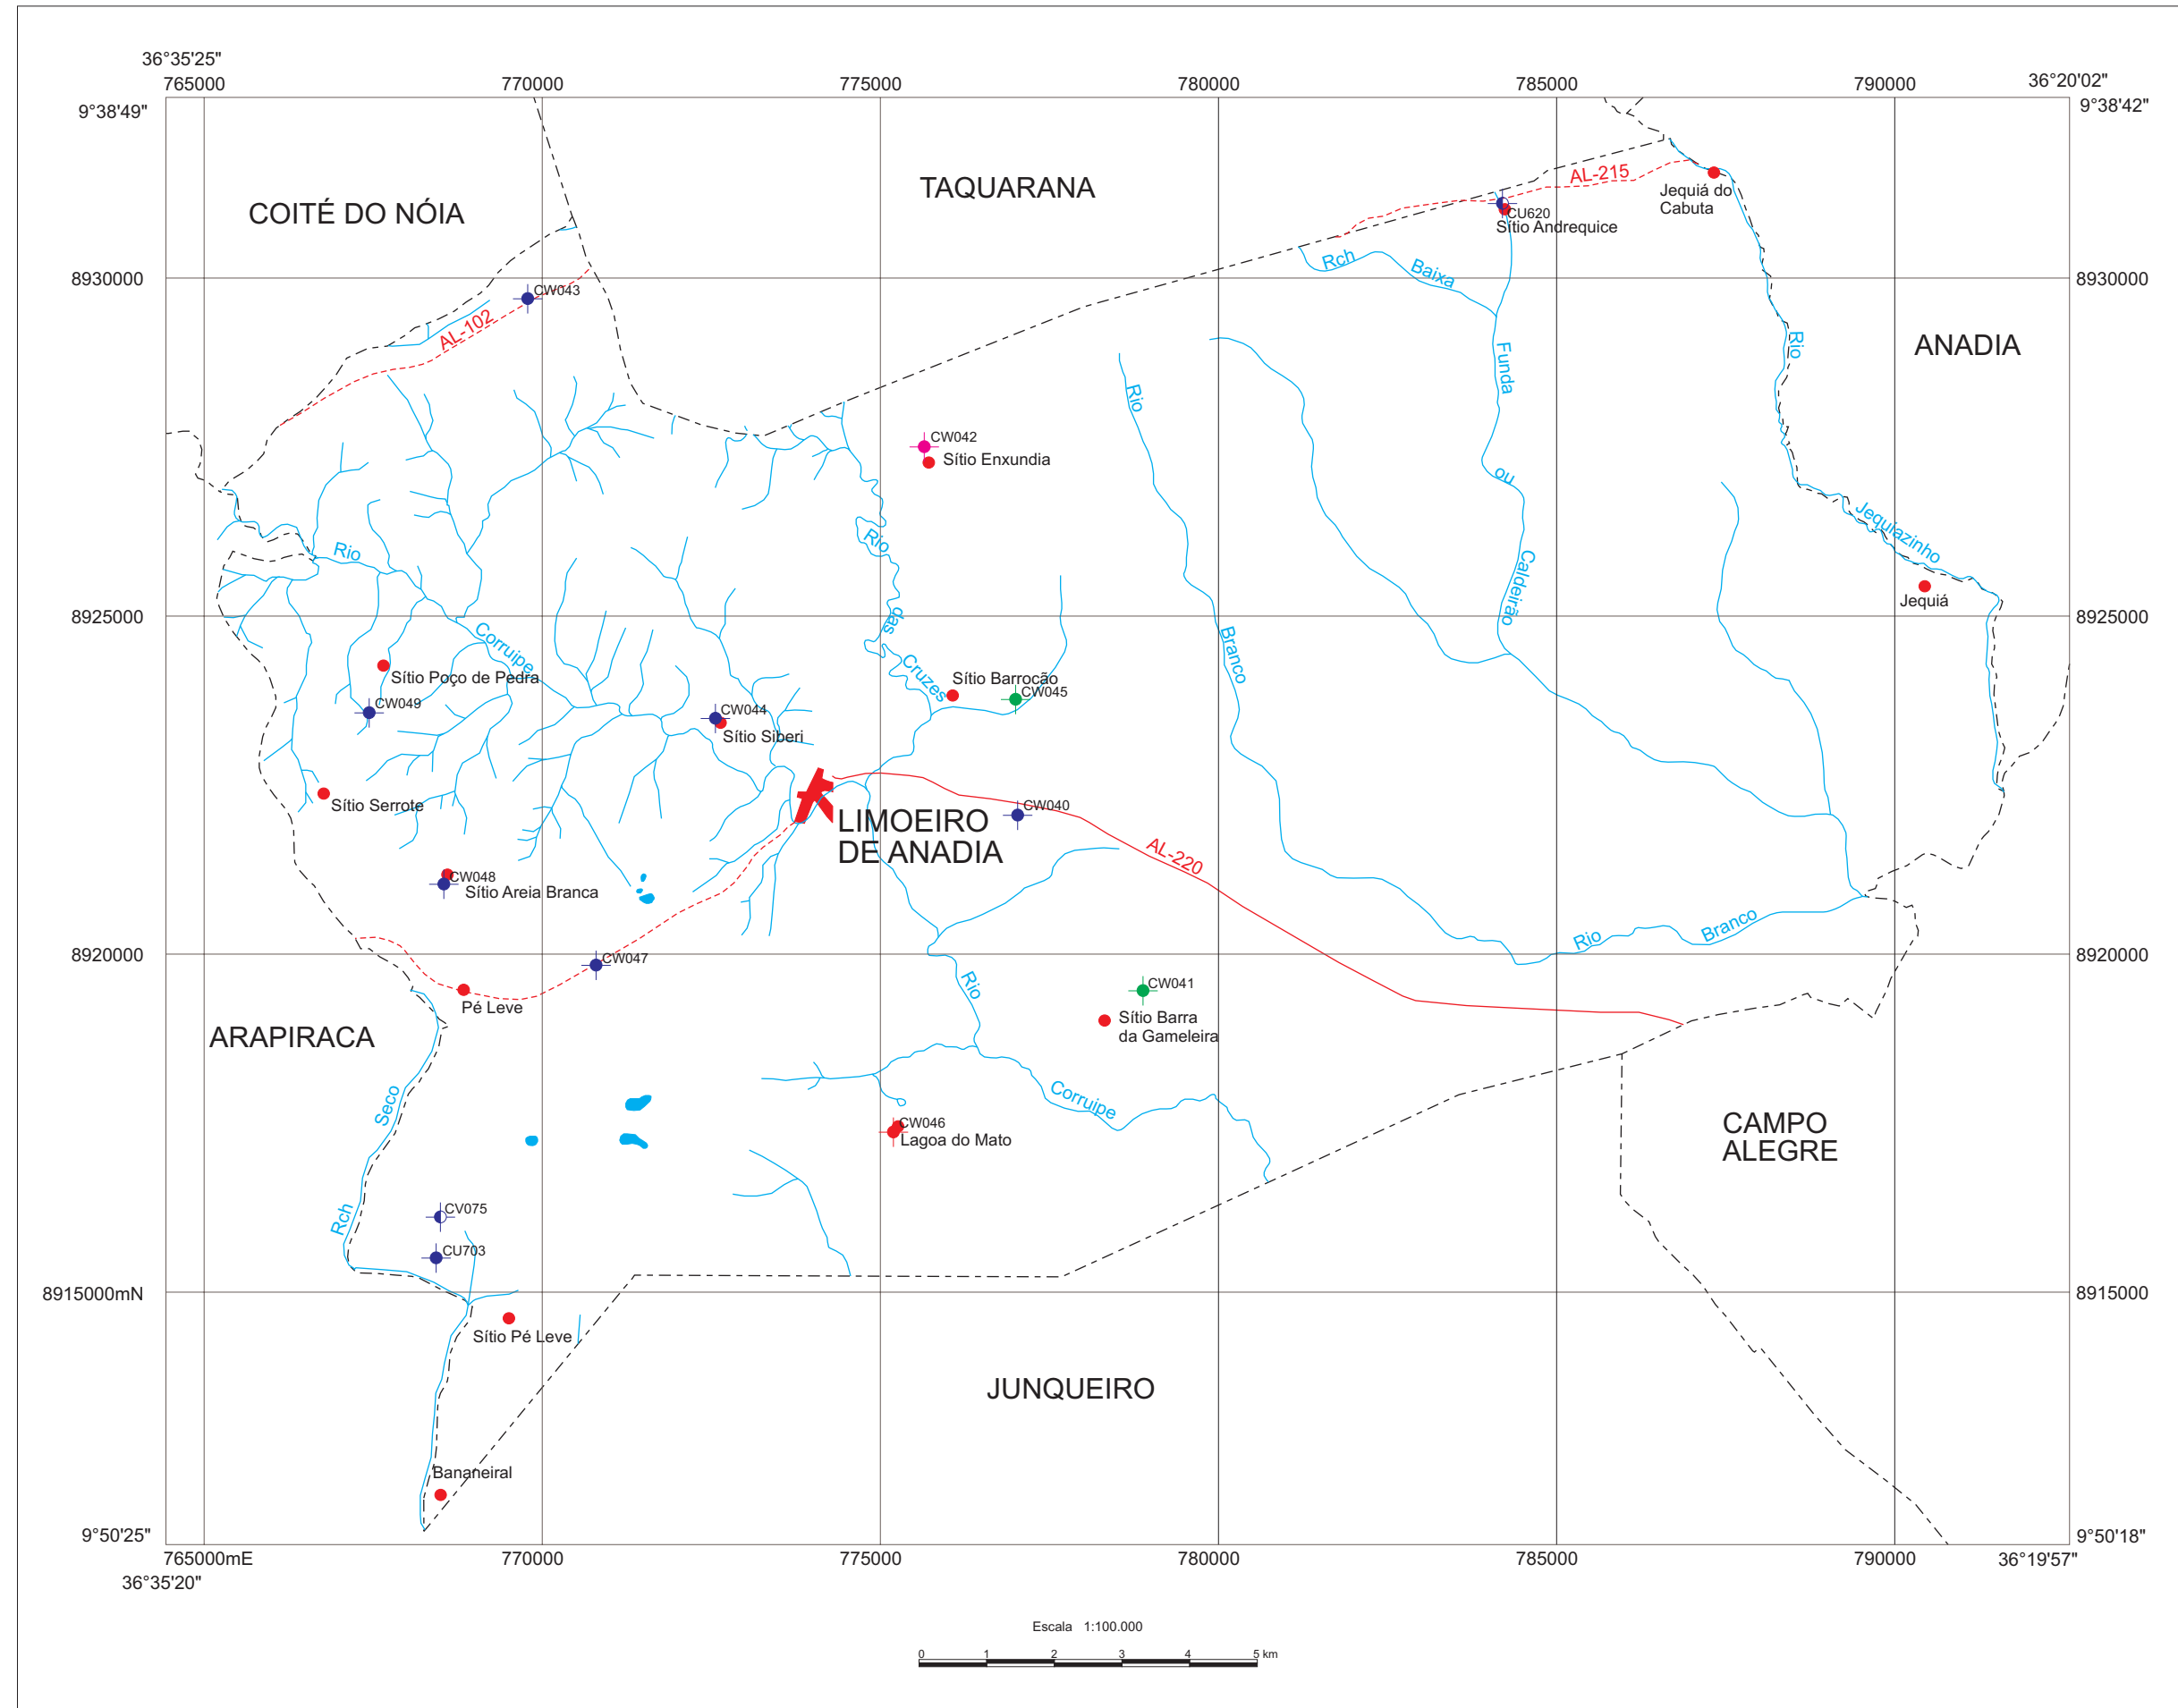 36°35'25"
765000
770000
775000
780000
785000
790000
36°20'02"
9°38'49"
9°38'42"
TAQUARANA
COITÉ DO NÓIA
AL-215
Jequiá do
Cabuta
CU620
Sítio Andrequice
Rch
Baixa
8930000
8930000
CW043
AL-102
Funda
Rio
ANADIA
Rio
CW042
Sítio Enxundia
ou
Rio
Rio
Jequiazinho
Caldeirão
Jequiá
8925000
8925000
das
Corruipe
Cruzes
Branco
Sítio Poço de Pedra
Sítio Barrocão
CW045
CW049
CW044
Sítio Siberi
Sítio Serrote
CW040
LIMOEIRO
DE ANADIA
AL-220
CW048
Sítio Areia Branca
Rio
Branco
8920000
8920000
CW047
Rio
CW041
Pé Leve
Sítio Barra
da Gameleira
ARAPIRACA
Seco
Corruipe
CW046
Lagoa do Mato
CAMPO
ALEGRE
Rch
CV075
CU703
8915000mN
8915000
Sítio Pé Leve
JUNQUEIRO
Bananeiral
9°50'25"
9°50'18"
765000mE
770000
775000
780000
785000
790000
36°19'57"
36°35'20"
Escala 1:100.000
0 1 2 3 4 5 km